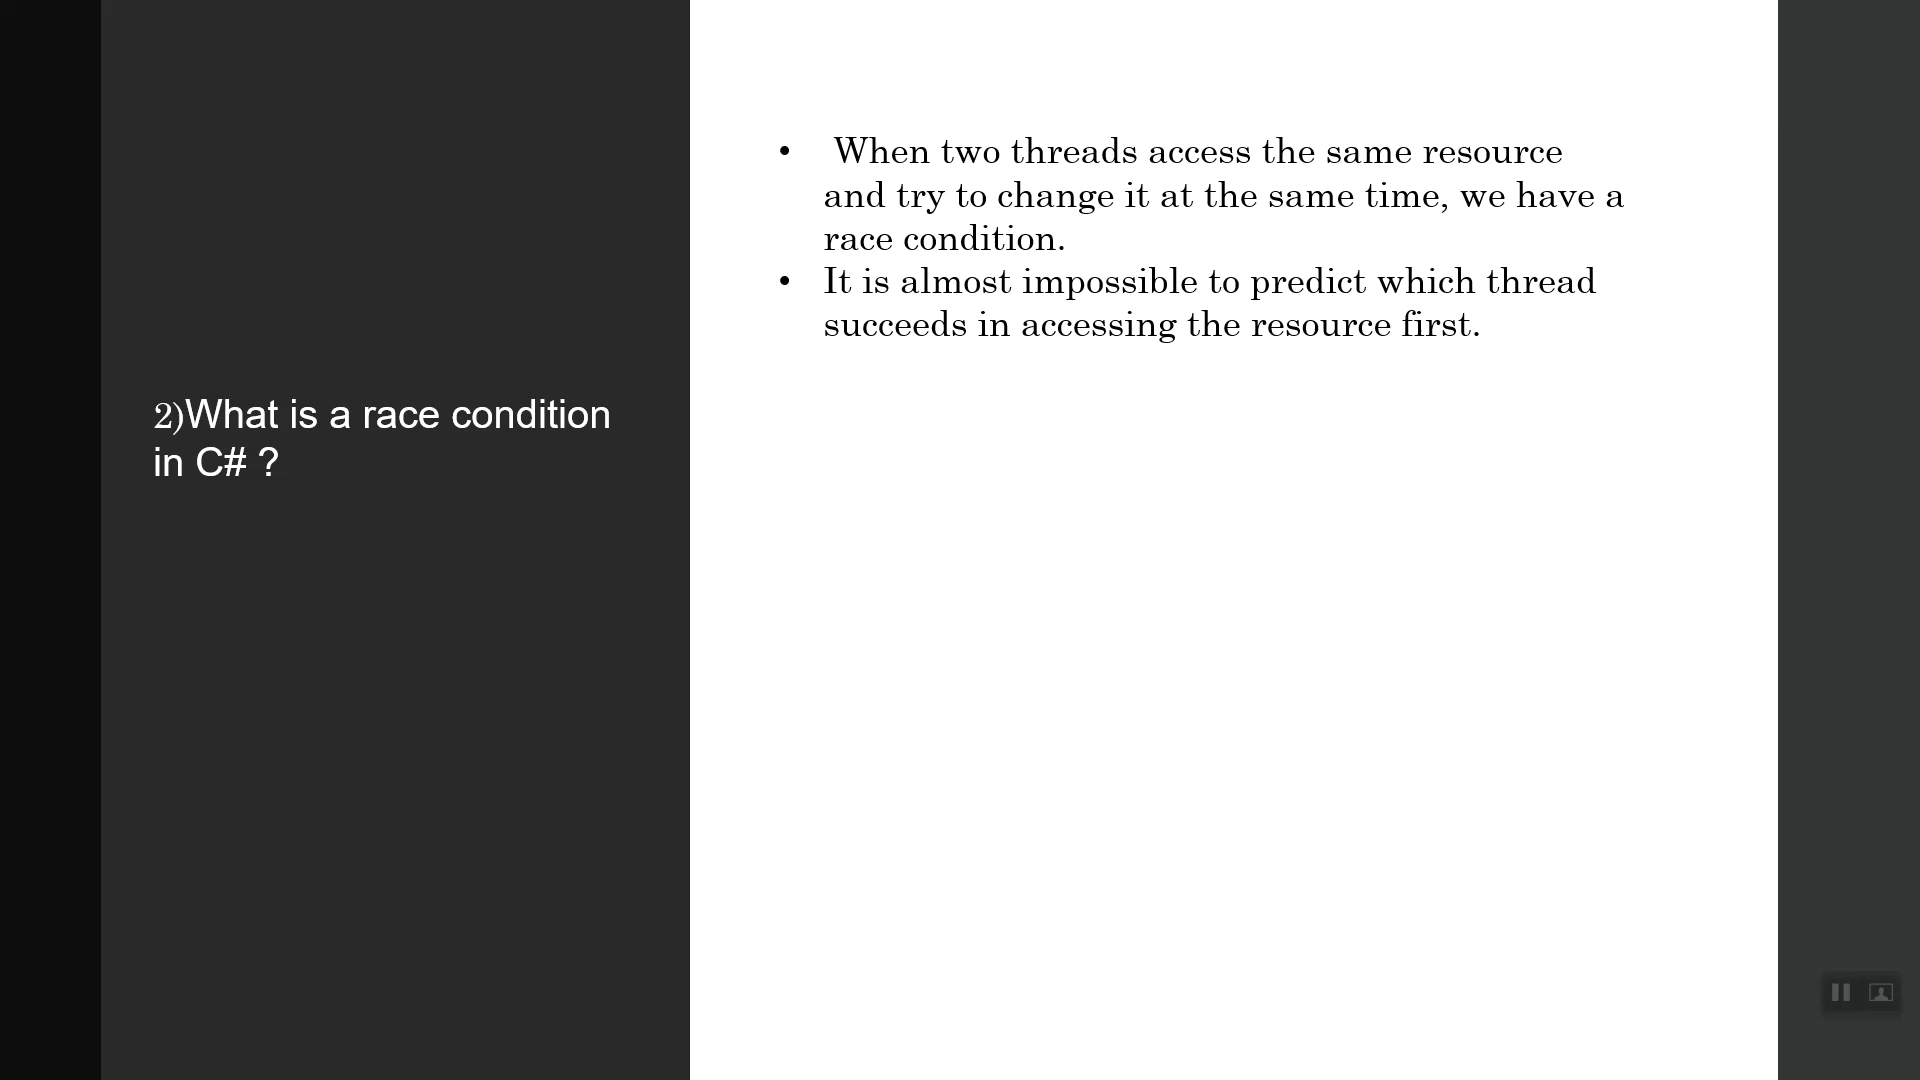 2)What is a race condition
in C# ?
• When two threads access the same resource
and try to change it at the same time, we have a
race condition.
• It is almost impossible to predict which thread
succeeds in accessing the resource first.